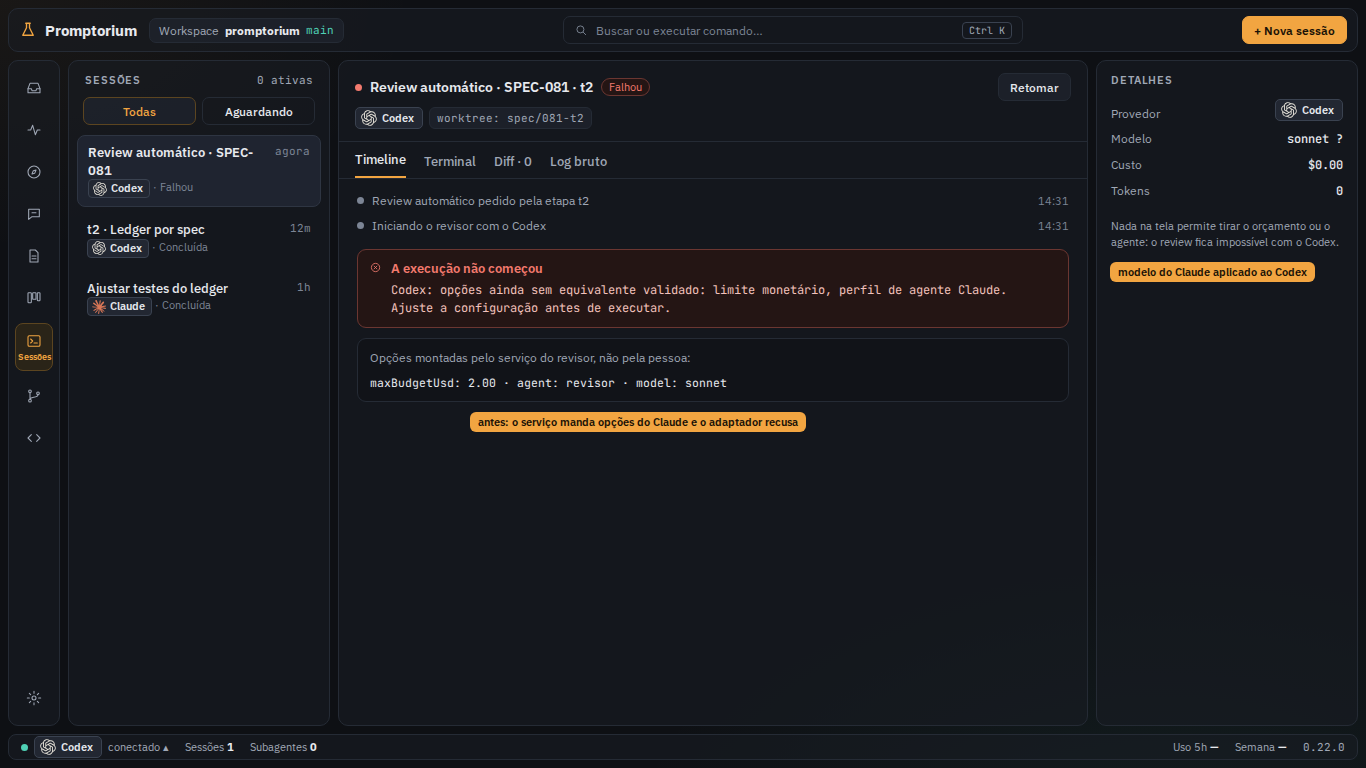 Promptorium
Workspace promptorium main
Buscar ou executar comando...
Ctrl K
+ Nova sessão
SESSÕES
0 ativas
Todas
Aguardando
Review automático · SPEC-081
agora
Codex · Falhou
t2 · Ledger por spec
12m
Codex · Concluída
Ajustar testes do ledger
1h
Claude · Concluída
Sessões
Review automático · SPEC-081 · t2
Falhou
Retomar
Codex
worktree: spec/081-t2
Timeline
Terminal
Diff · 0
Log bruto
Review automático pedido pela etapa t2
14:31
Iniciando o revisor com o Codex
14:31
A execução não começou
Codex: opções ainda sem equivalente validado: limite monetário, perfil de agente Claude.
Ajuste a configuração antes de executar.
Opções montadas pelo serviço do revisor, não pela pessoa:
maxBudgetUsd: 2.00 · agent: revisor · model: sonnet
antes: o serviço manda opções do Claude e o adaptador recusa
DETALHES
Provedor
Codex
Modelo
sonnet ?
Custo
$0.00
Tokens
0
Nada na tela permite tirar o orçamento ou o
agente: o review fica impossível com o Codex.
modelo do Claude aplicado ao Codex
Codex
conectado ▴
Sessões 1
Subagentes 0
Uso 5h —
Semana —
0.22.0